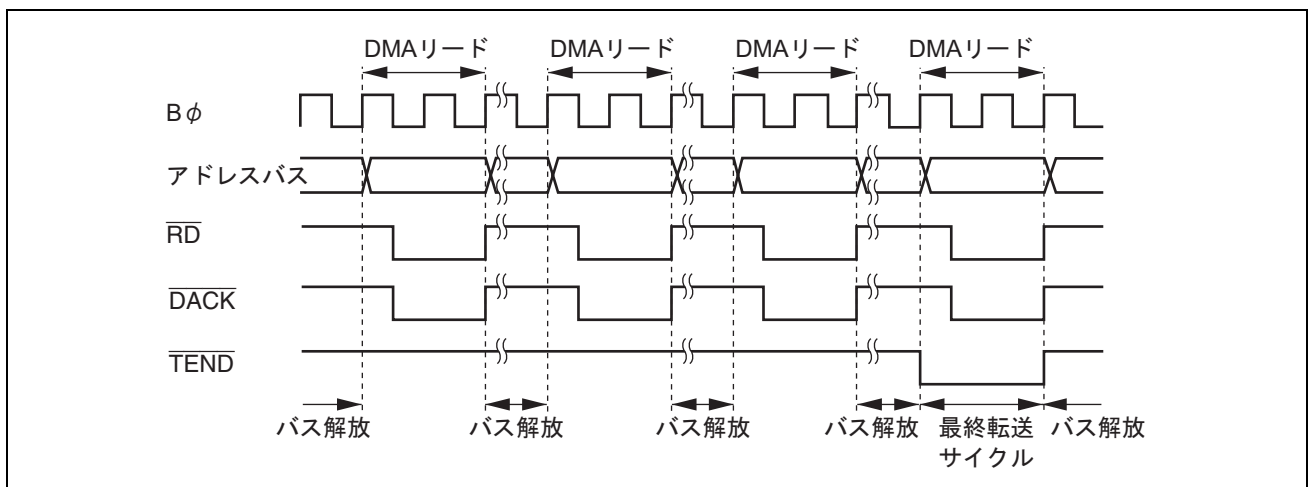 DMAリード DMAリード DMAリード DMAリード
Bφ
アドレスバス
RD
DACK
TEND
バス解放 バス解放 バス解放 バス解放 最終転送サイクル バス解放